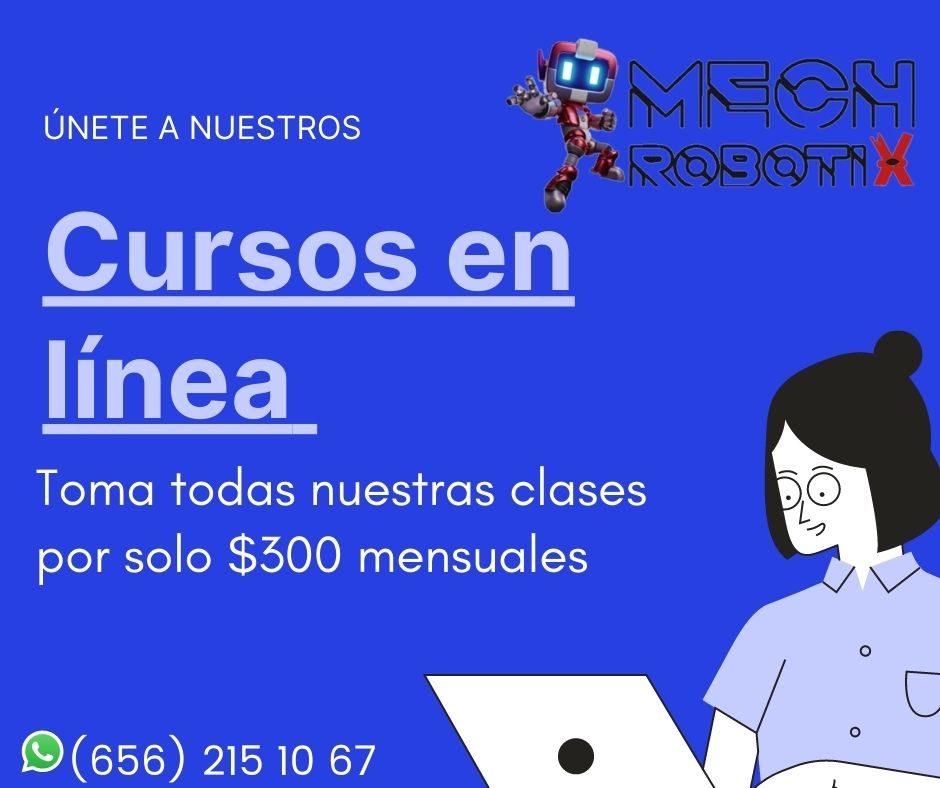 MECH
ROBOTIX
ÚNETE A NUESTROS
Cursos en
línea
Toma todas nuestras clases
por solo $300 mensuales
(656) 215 10 67